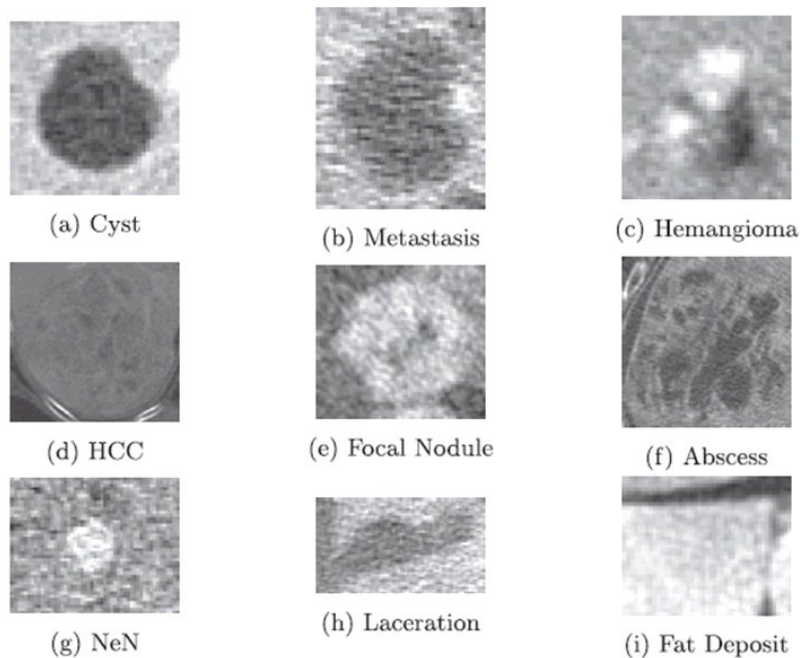 (a) Cyst
(b) Metastasis
(c) Hemangioma
(d) HCC
(e) Focal Nodule
(f) Abscess
(g) NeN
(h) Laceration
(i) Fat Deposit